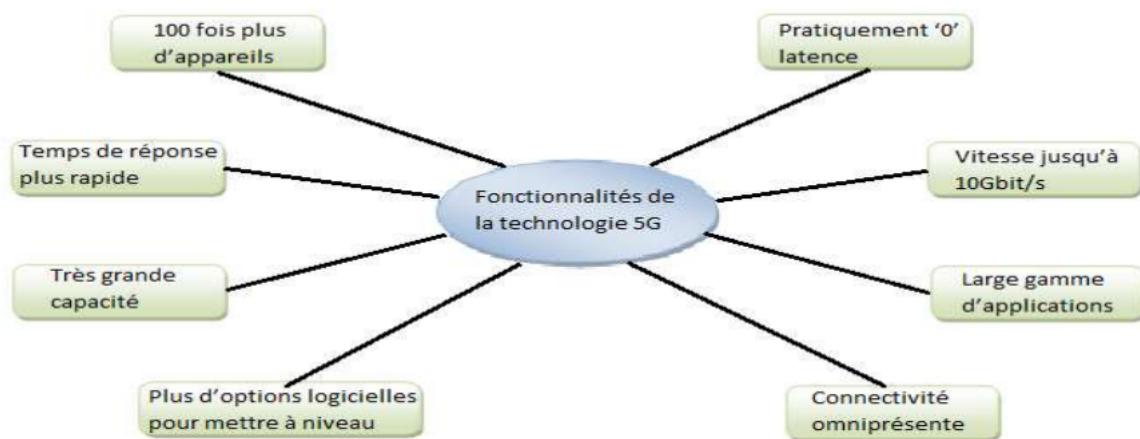 100 fois plus
d’appareils
Pratiquement ‘0’
latence
Temps de réponse
plus rapide
Vitesse jusqu’à
10Gbit/s
Fonctionnalités de
la technologie 5G
Très grande
capacité
Large gamme
d’applications
Plus d’options logicielles
pour mettre à niveau
Connectivité
omniprésente